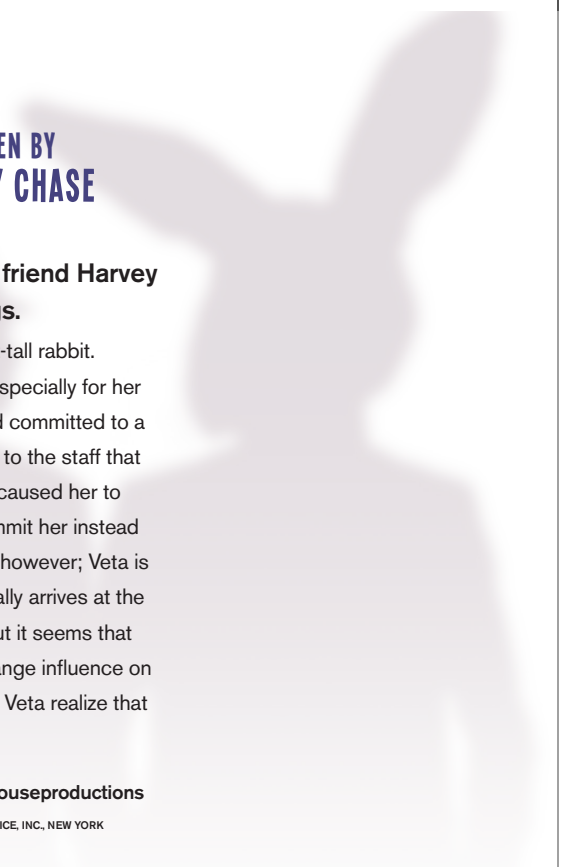 EN BY
Y CHASE
friend Harvey
gs.
-tall rabbit.
specially for her
d committed to a
to the staff that
caused her to
mmit her instead
however; Veta is
ally arrives at the
ut it seems that
ange influence on
Veta realize that
ouseproductions
ICE, INC., NEW YORK